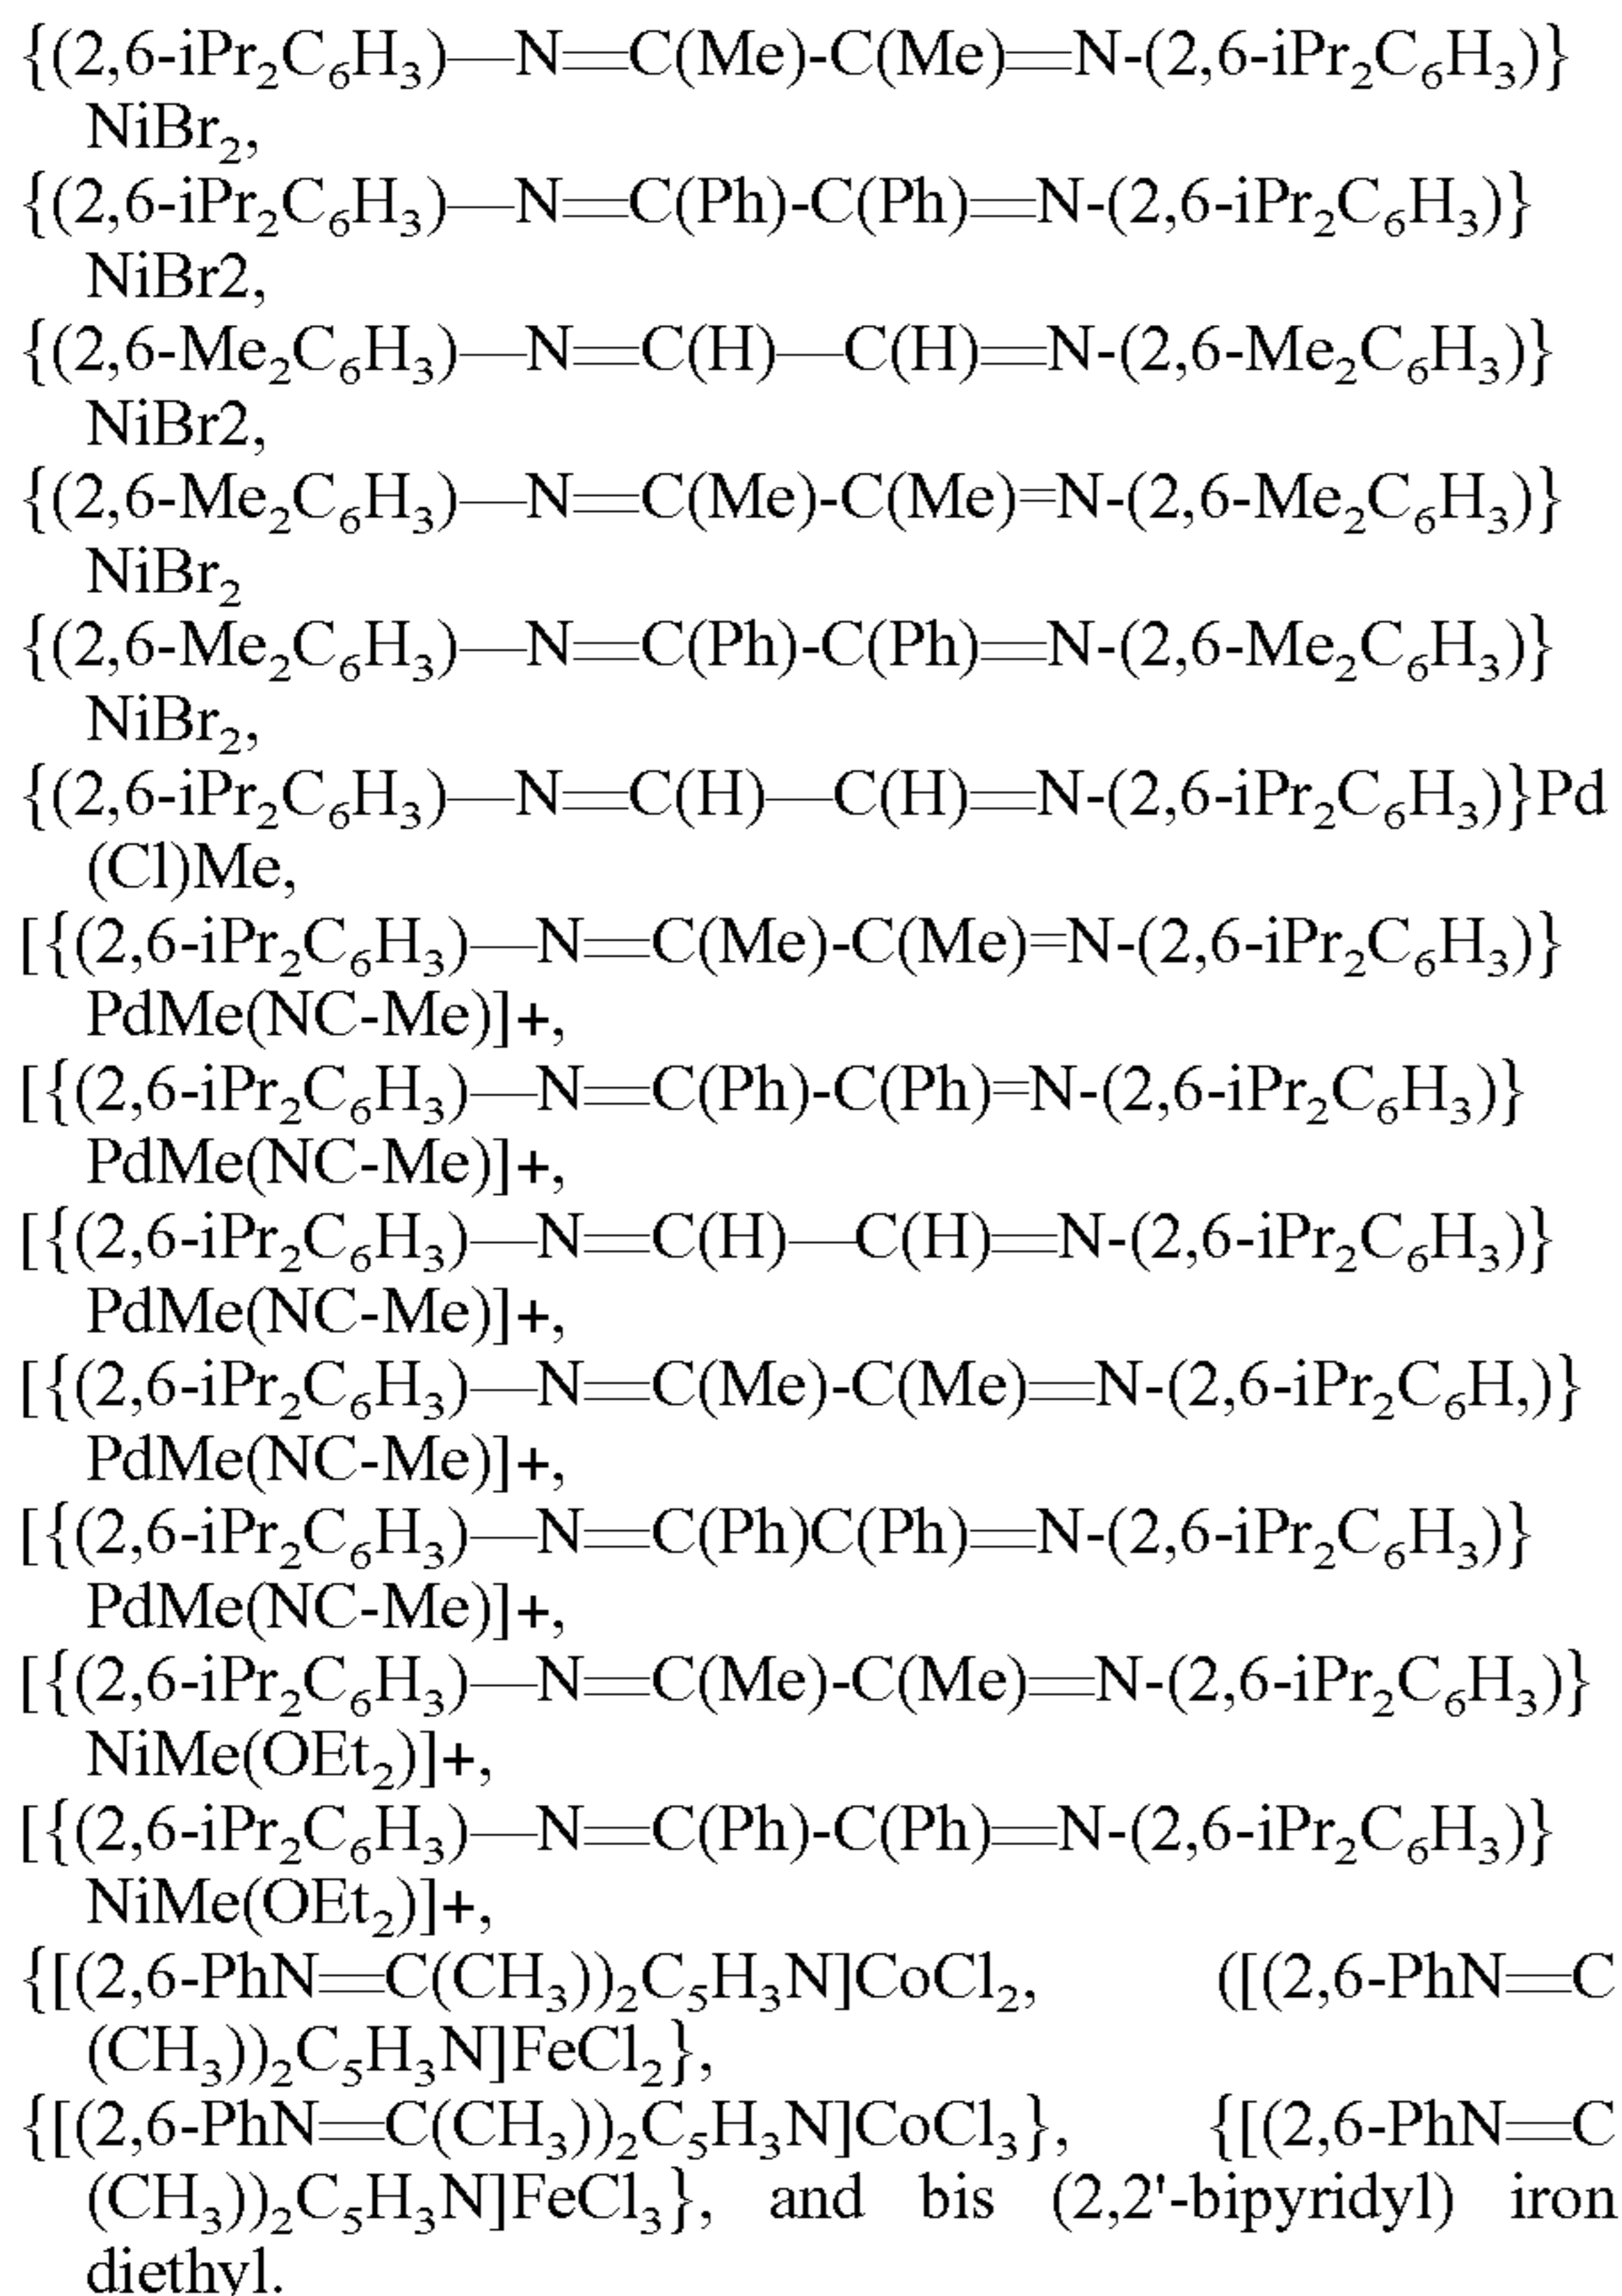 {(2,6-iPr₂C₆H₃)—N═C(Me)-C(Me)═N-(2,6-iPr₂C₆H₃)}
NiBr₂,
{(2,6-iPr₂C₆H₃)—N═C(Ph)-C(Ph)═N-(2,6-iPr₂C₆H₃)}
NiBr2,
{(2,6-Me₂C₆H₃)—N═C(H)—C(H)═N-(2,6-Me₂C₆H₃)}
NiBr2,
{(2,6-Me₂C₆H₃)—N═C(Me)-C(Me)=N-(2,6-Me₂C₆H₃)}
NiBr₂
{(2,6-Me₂C₆H₃)—N═C(Ph)-C(Ph)═N-(2,6-Me₂C₆H₃)}
NiBr₂,
{(2,6-iPr₂C₆H₃)—N═C(H)—C(H)═N-(2,6-iPr₂C₆H₃)}Pd
(Cl)Me,
[{(2,6-iPr₂C₆H₃)—N═C(Me)-C(Me)=N-(2,6-iPr₂C₆H₃)}
PdMe(NC-Me)]+,
[{(2,6-iPr₂C₆H₃)—N═C(Ph)-C(Ph)=N-(2,6-iPr₂C₆H₃)}
PdMe(NC-Me)]+,
[{(2,6-iPr₂C₆H₃)—N═C(H)—C(H)═N-(2,6-iPr₂C₆H₃)}
PdMe(NC-Me)]+,
[{(2,6-iPr₂C₆H₃)—N═C(Me)-C(Me)═N-(2,6-iPr₂C₆H,)}
PdMe(NC-Me)]+,
[{(2,6-iPr₂C₆H₃)—N═C(Ph)C(Ph)═N-(2,6-iPr₂C₆H₃)}
PdMe(NC-Me)]+,
[{(2,6-iPr₂C₆H₃)—N═C(Me)-C(Me)═N-(2,6-iPr₂C₆H₃)}
NiMe(OEt₂)]+,
[{(2,6-iPr₂C₆H₃)—N═C(Ph)-C(Ph)═N-(2,6-iPr₂C₆H₃)}
NiMe(OEt₂)]+,
{[(2,6-PhN═C(CH₃))₂C₅H₃N]CoCl₂, ([(2,6-PhN═C
(CH₃))₂C₅H₃N]FeCl₂},
{[(2,6-PhN═C(CH₃))₂C₅H₃N]CoCl₃}, {[(2,6-PhN═C
(CH₃))₂C₅H₃N]FeCl₃}, and bis (2,2'-bipyridyl) iron
diethyl.